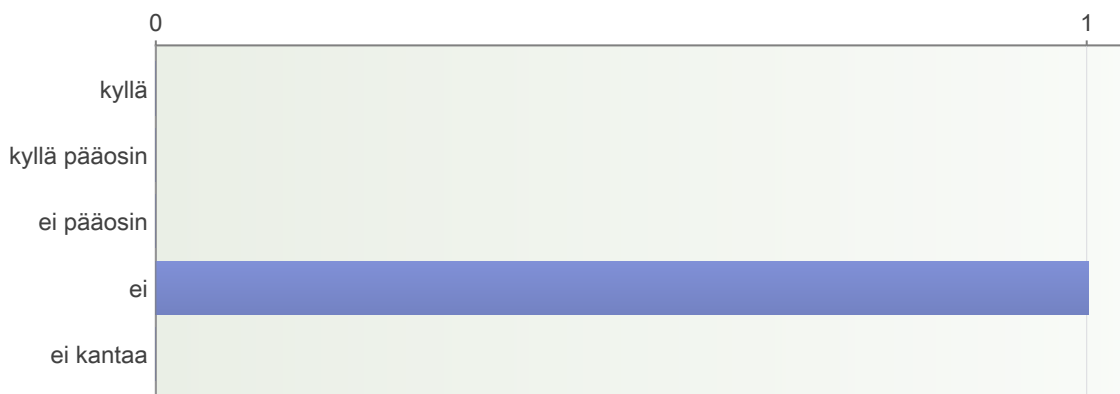 0 1
kyllä
kyllä pääosin
ei pääosin
ei
ei kantaa